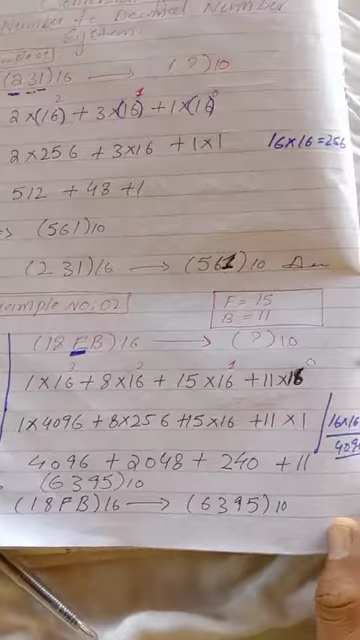 Number to Decimal Number
System
(231)16 → (?)10
2×(16)² + 3×(16)¹ + 1×(16)⁰
2×256 + 3×16 + 1×1 16×16=256
512 + 48 + 1
⇒ (561)10
(231)16 → (561)10 Ans
Example NO.02
F = 15
B = 11
(18FB)16 → (?)10
1×16³ + 8×16² + 15×16¹ + 11×16⁰
1×4096 + 8×256 + 15×16 + 11×1
16×16
4096 + 2048 + 240 + 11
(6395)10
(18FB)16 → (6395)10